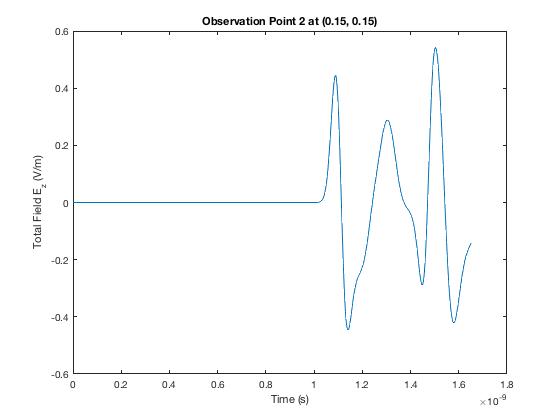 Observation Point 2 at (0.15, 0.15)
Total Field E_z (V/m)
0.6
0.4
0.2
0
-0.2
-0.4
-0.6
0 0.2 0.4 0.6 0.8 1 1.2 1.4 1.6 1.8
Time (s)
×10^-9